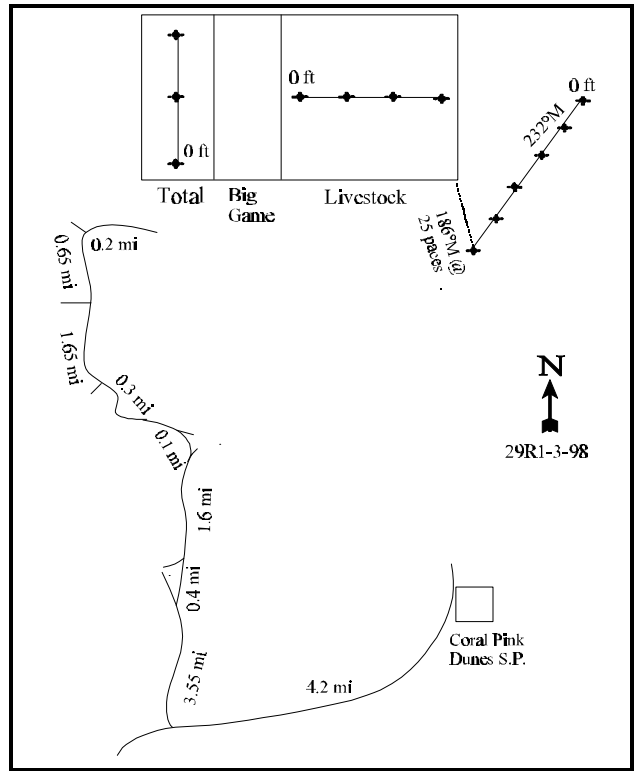 0 ft
0 ft
0 ft
232°M
Total
Big
Game
Livestock
186°M @
25 paces
0.2 mi
0.65 mi
1.65 mi
0.3 mi
0.1 mi
N
29R1-3-98
1.6 mi
0.4 mi
Coral Pink
Dunes S.P.
3.55 mi
4.2 mi